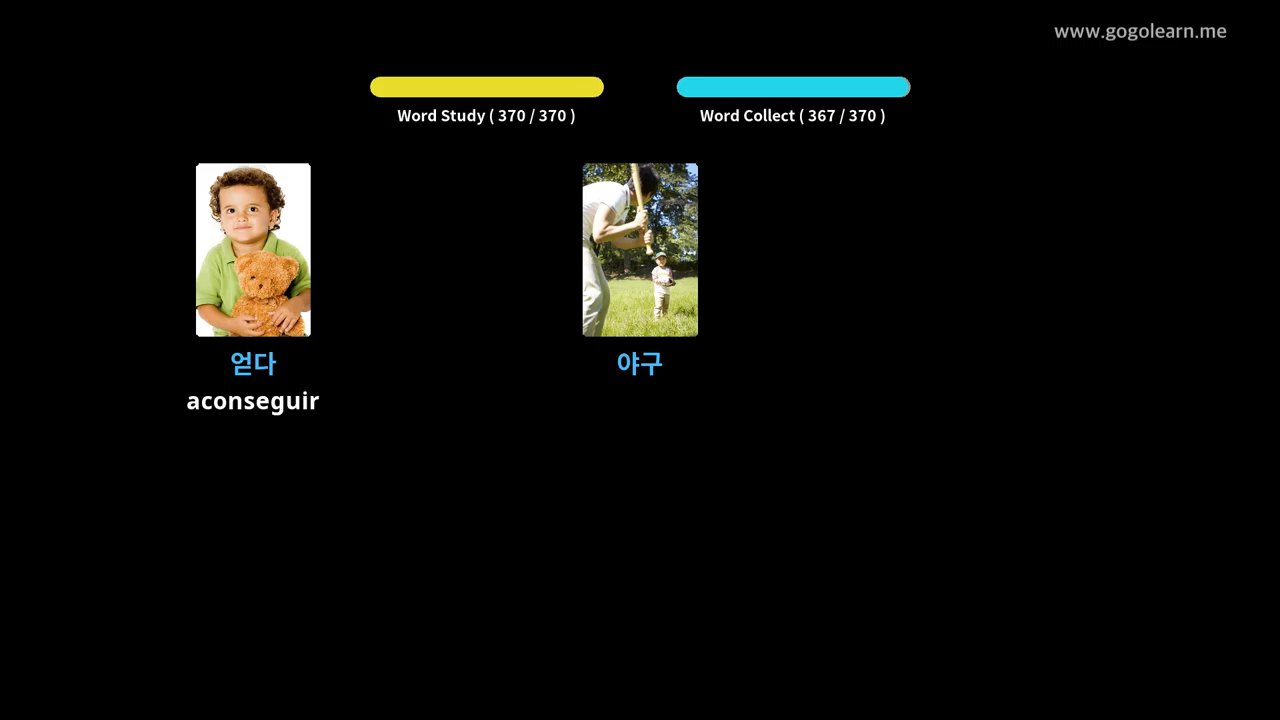 www.gogolearn.me
Word Study ( 370 / 370 )
Word Collect ( 367 / 370 )
얻다
야구
aconseguir